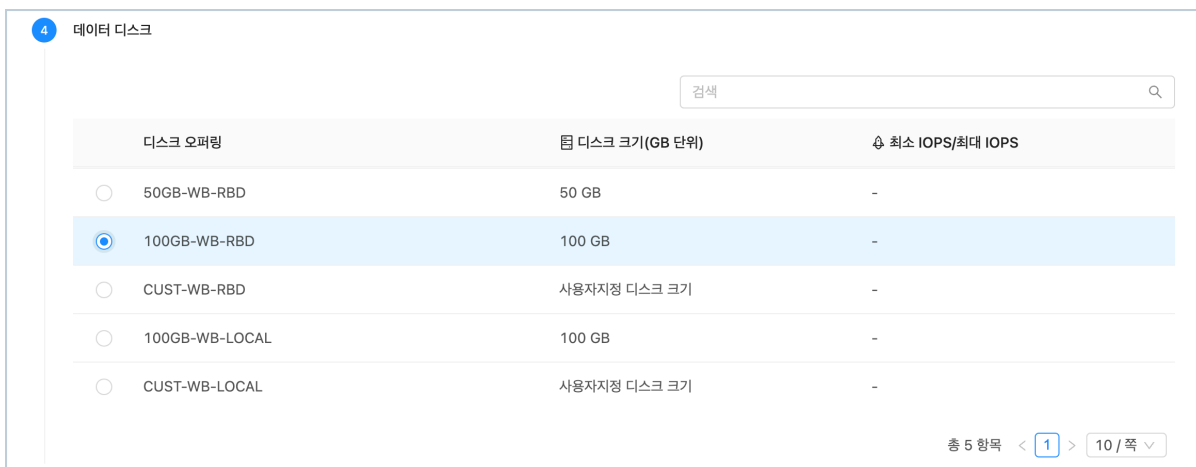 4 데이터 디스크
검색
디스크 오퍼링 디스크 크기(GB 단위) 최소 IOPS/최대 IOPS
50GB-WB-RBD 50 GB -
100GB-WB-RBD 100 GB -
CUST-WB-RBD 사용자지정 디스크 크기 -
100GB-WB-LOCAL 100 GB -
CUST-WB-LOCAL 사용자지정 디스크 크기 -
총 5 항목 < 1 > 10 / 쪽